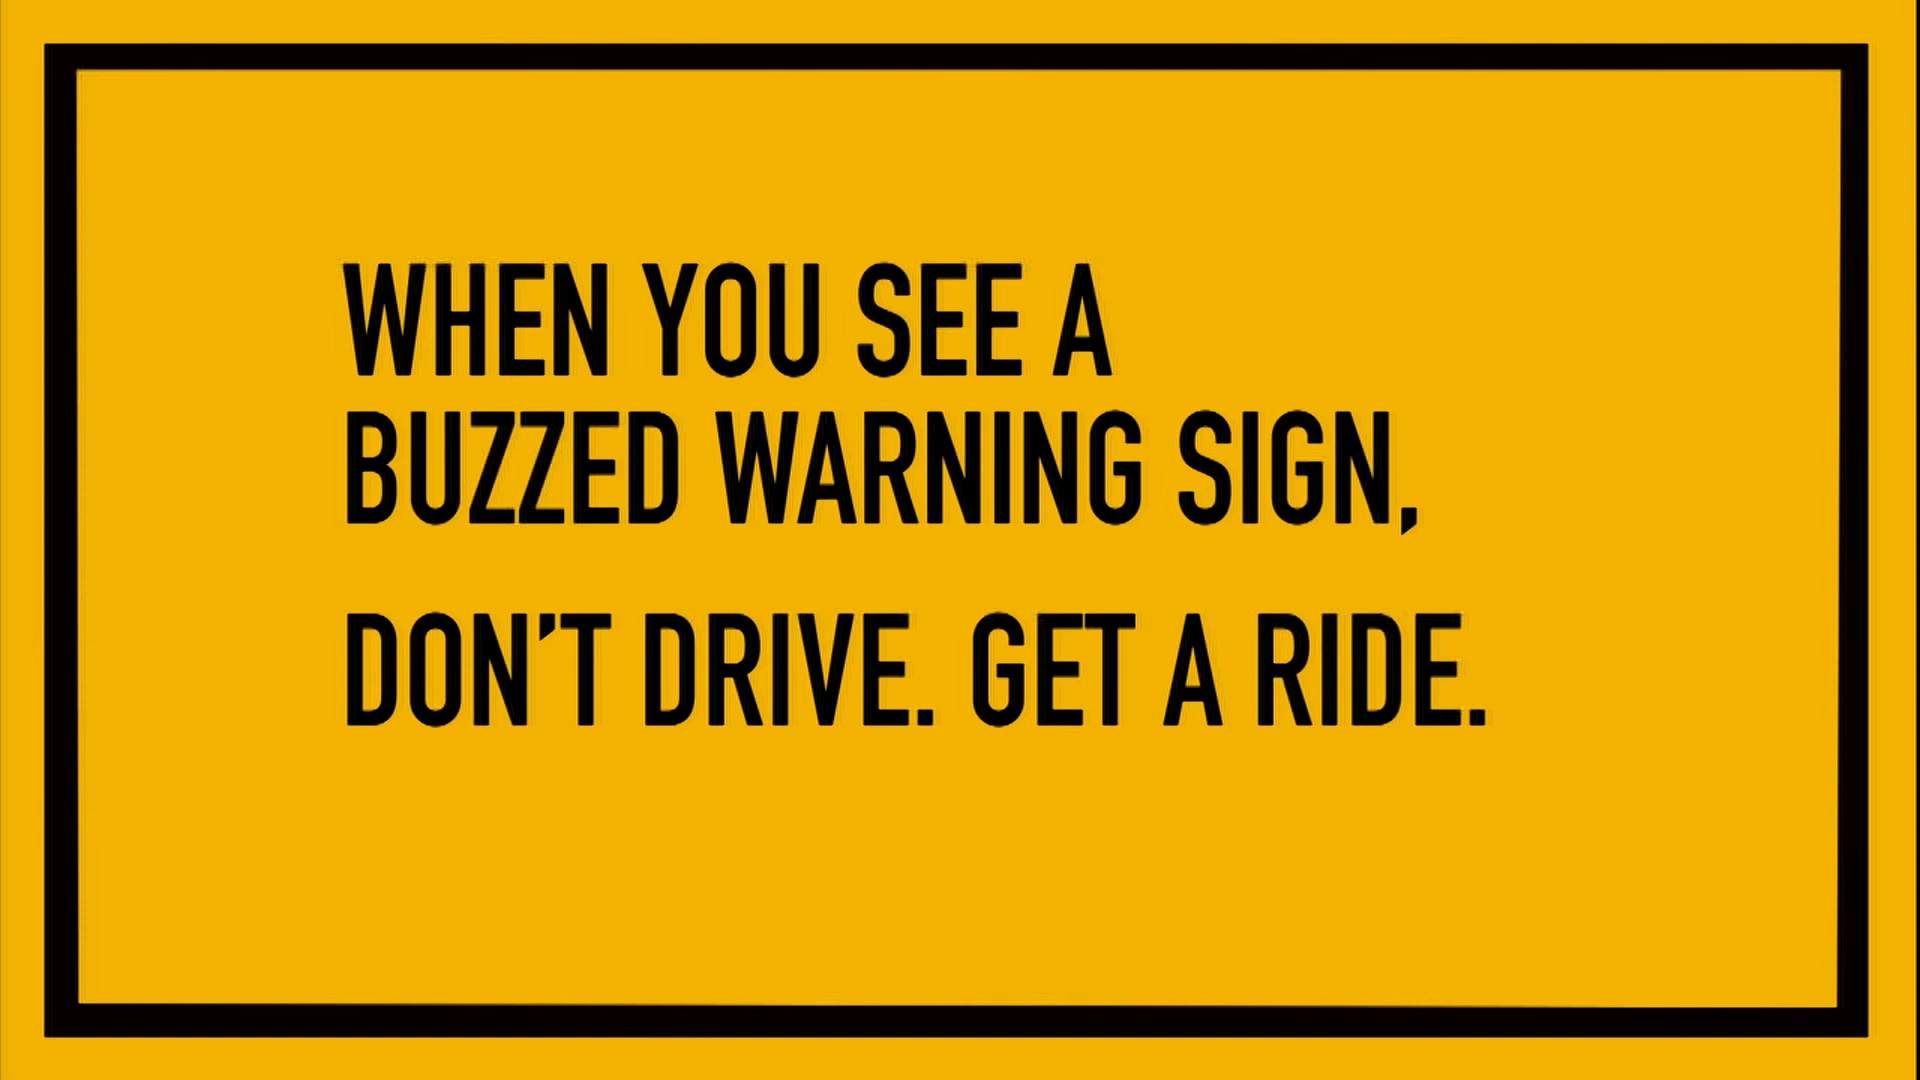 WHEN YOU SEE A
BUZZED WARNING SIGN,
DON'T DRIVE. GET A RIDE.